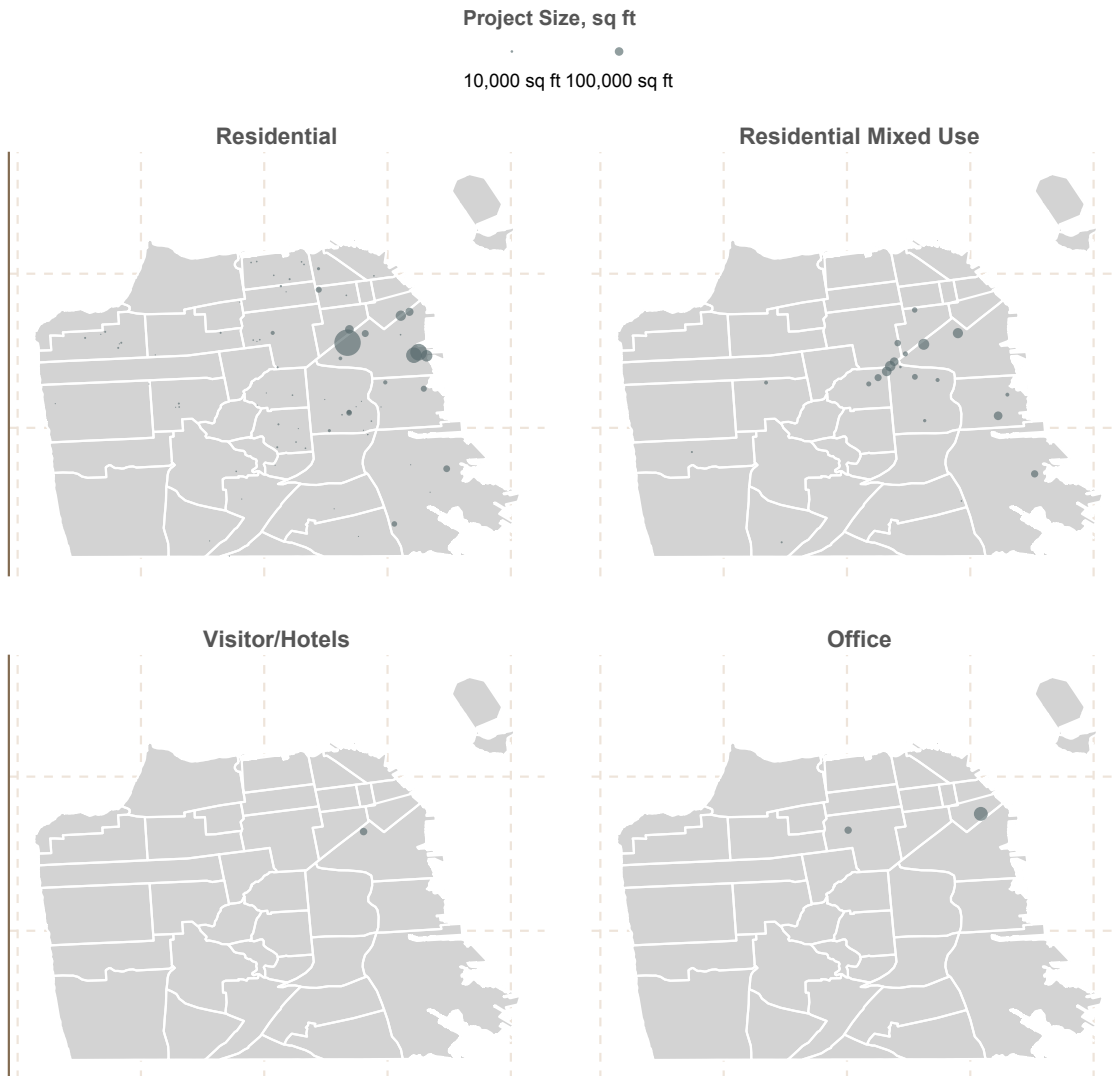 Project Size, sq ft
10,000 sq ft 100,000 sq ft
Residential
Residential Mixed Use
Visitor/Hotels
Office